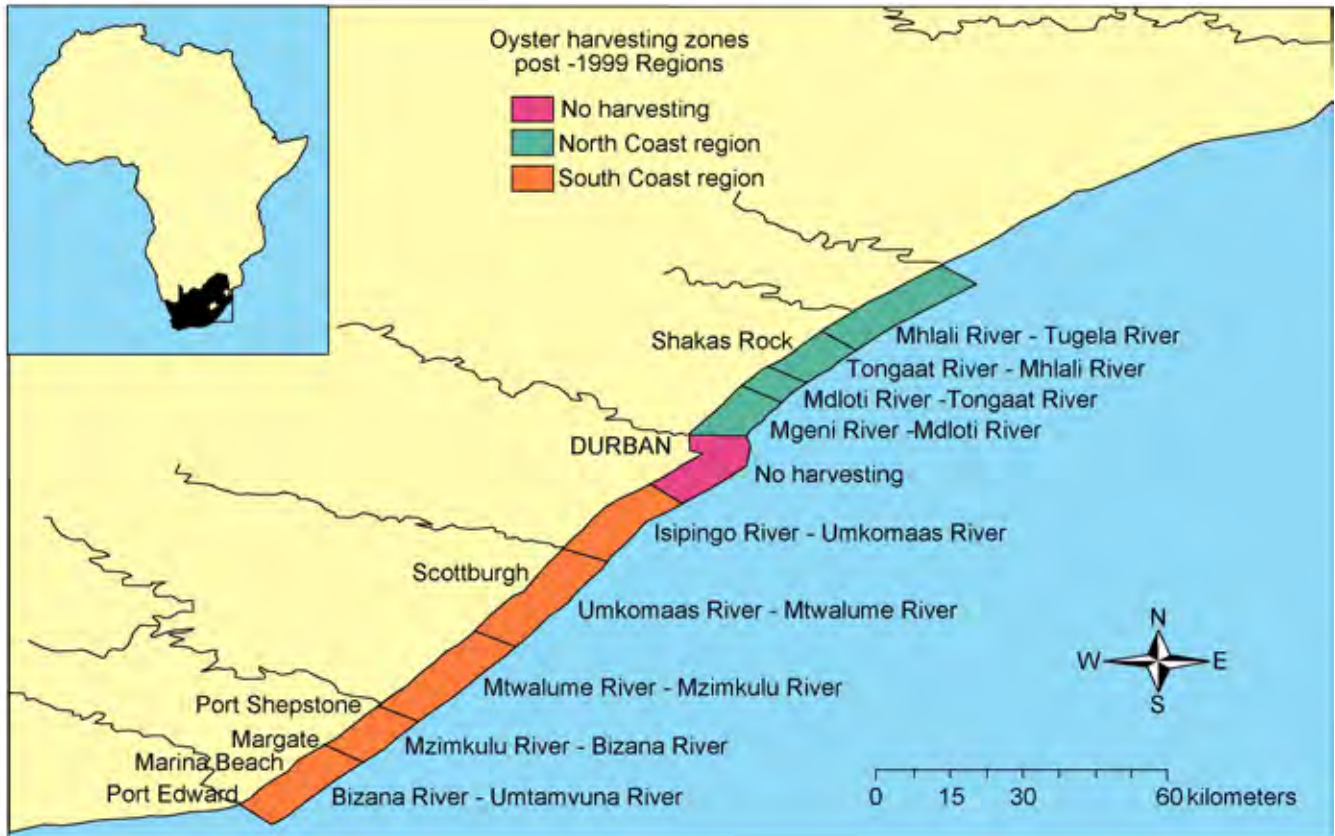 Oyster harvesting zones
post -1999 Regions
No harvesting
North Coast region
South Coast region
Shakas Rock
Mhlali River - Tugela River
Tongaat River - Mhlali River
Mdloti River -Tongaat River
Mgeni River -Mdloti River
DURBAN
No harvesting
Isipingo River - Umkomaas River
Scottburgh
Umkomaas River - Mtwalume River
N
W
E
S
Mtwalume River - Mzimkulu River
Port Shepstone
Margate
Mzimkulu River - Bizana River
Marina Beach
Port Edward
Bizana River - Umtamvuna River
0 15 30 60 kilometers